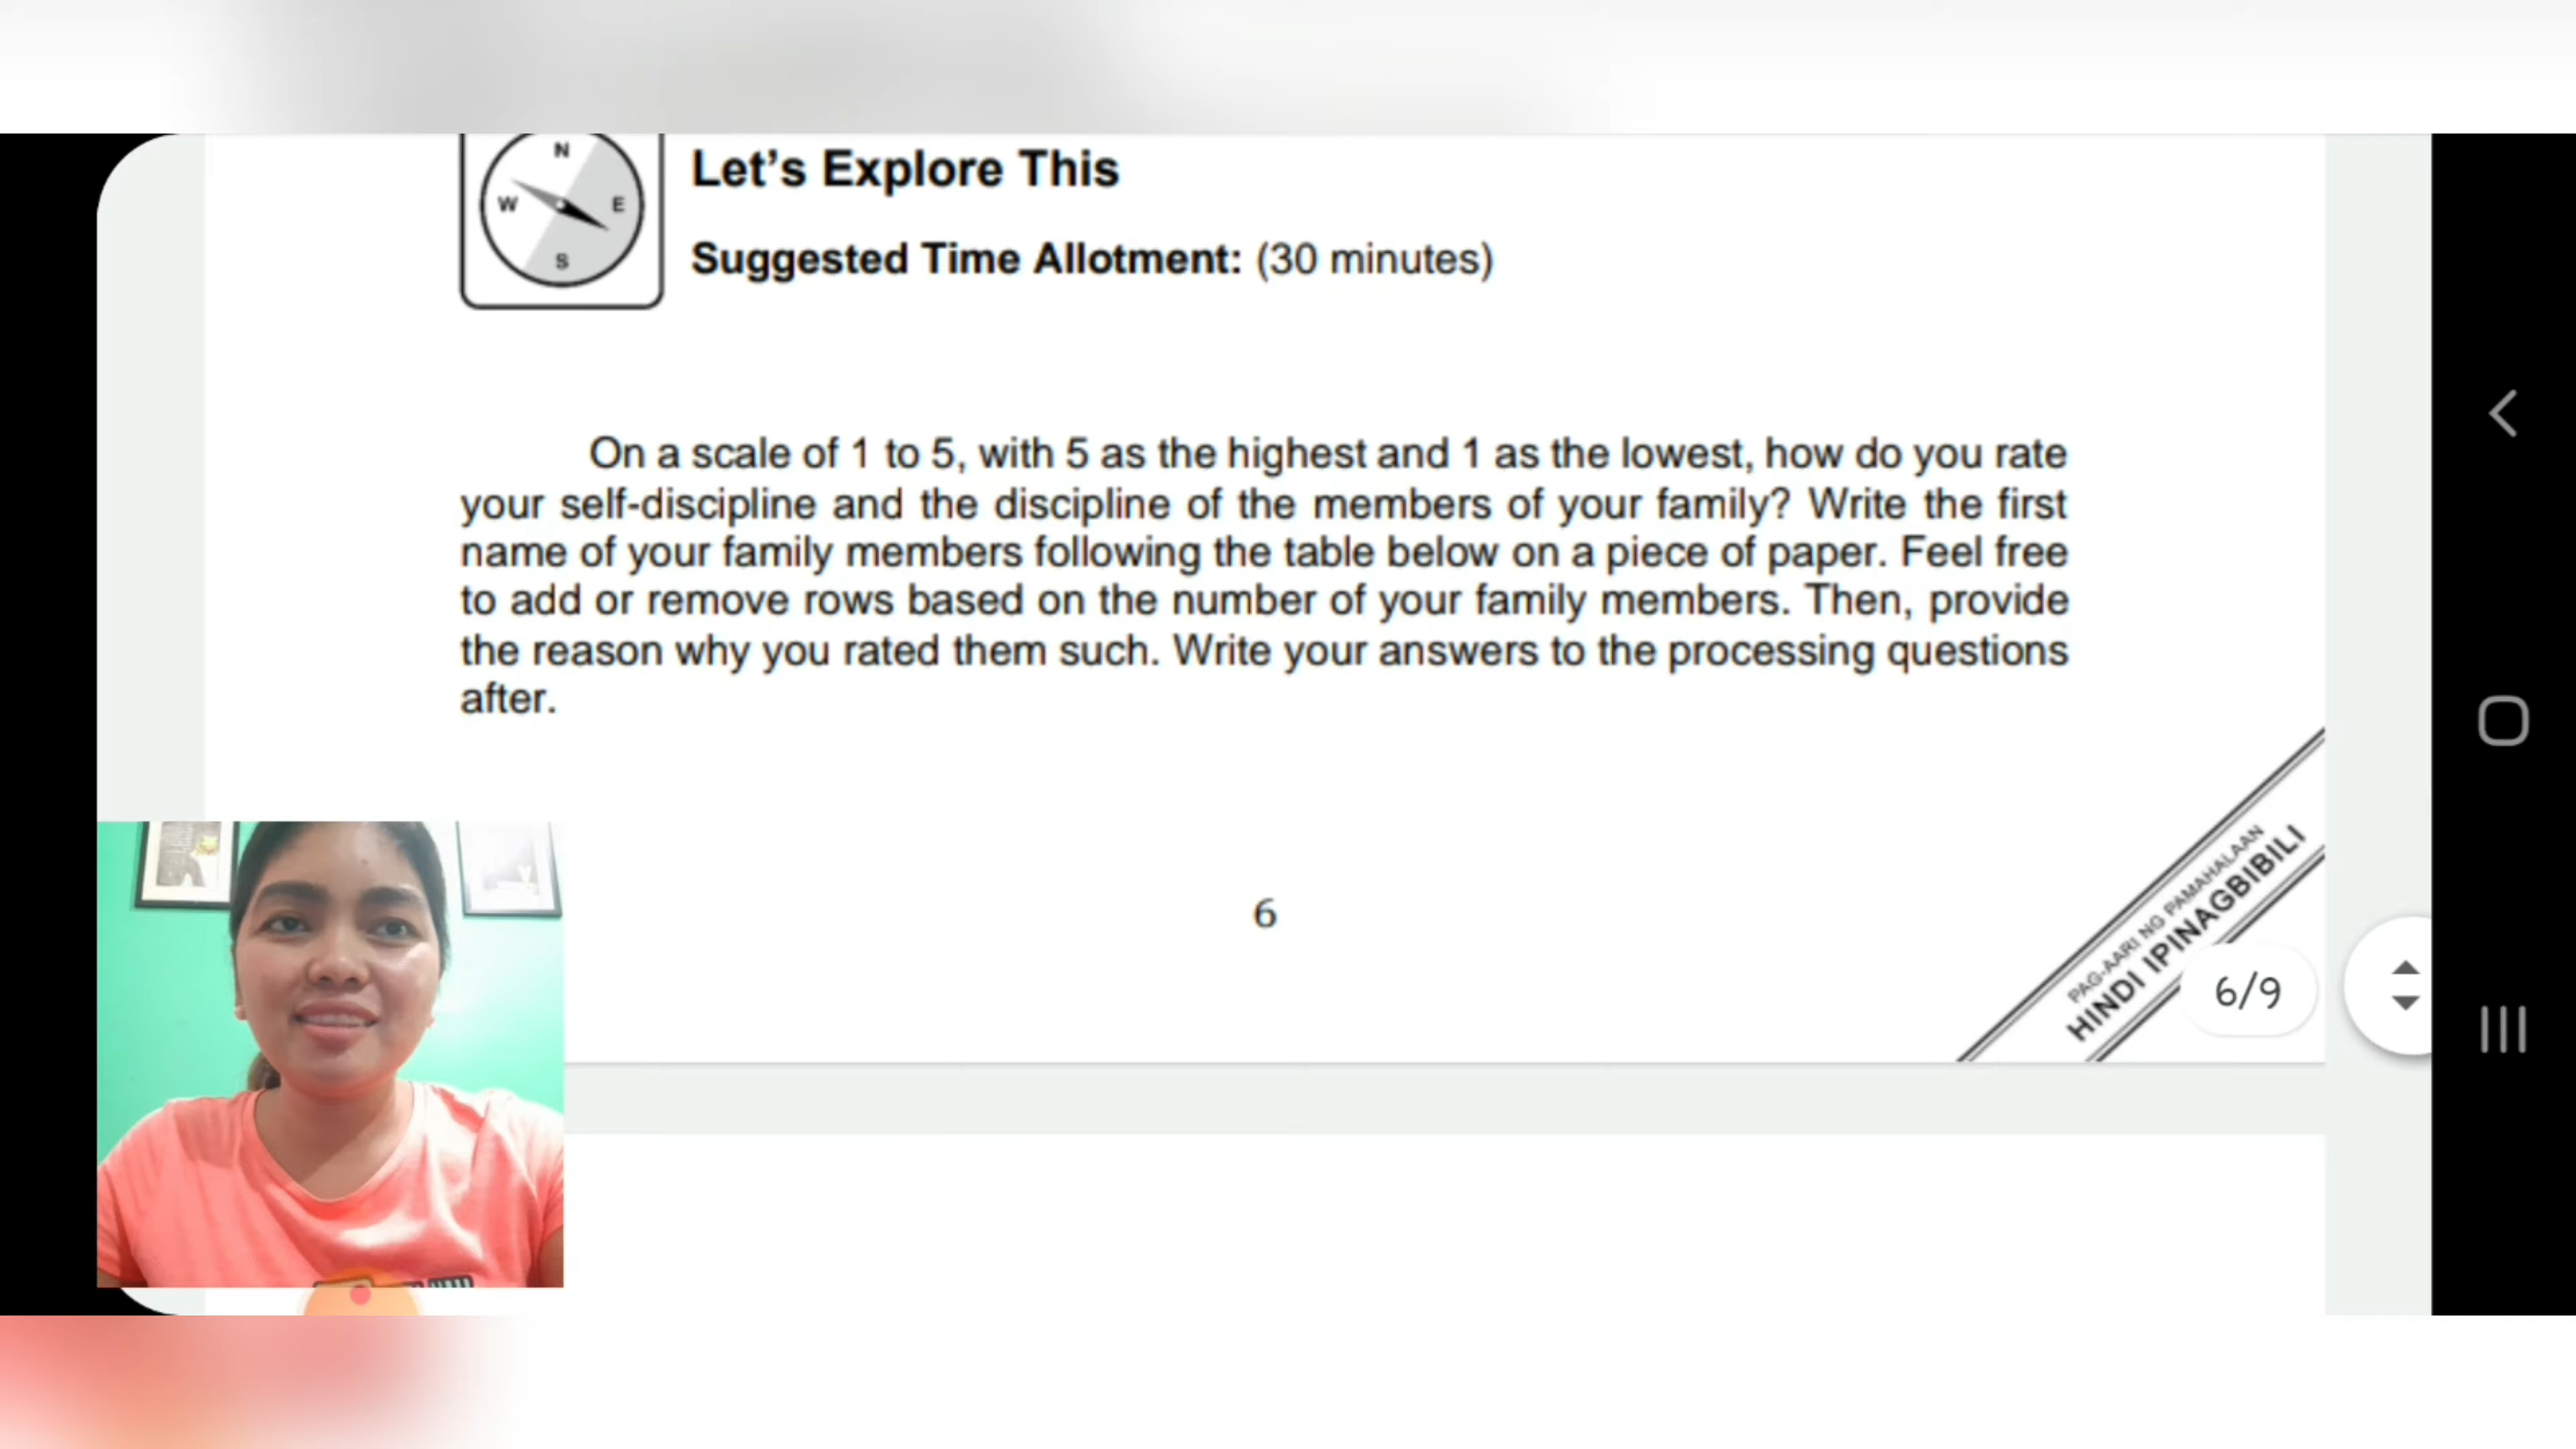 N
W
E
S
Let's Explore This
Suggested Time Allotment: (30 minutes)
On a scale of 1 to 5, with 5 as the highest and 1 as the lowest, how do you rate
your self-discipline and the discipline of the members of your family? Write the first
name of your family members following the table below on a piece of paper. Feel free
to add or remove rows based on the number of your family members. Then, provide
the reason why you rated them such. Write your answers to the processing questions
after.
6
PAG-AARI NG PAMAHALAAN
HINDI IPINAGBIBILI
6/9